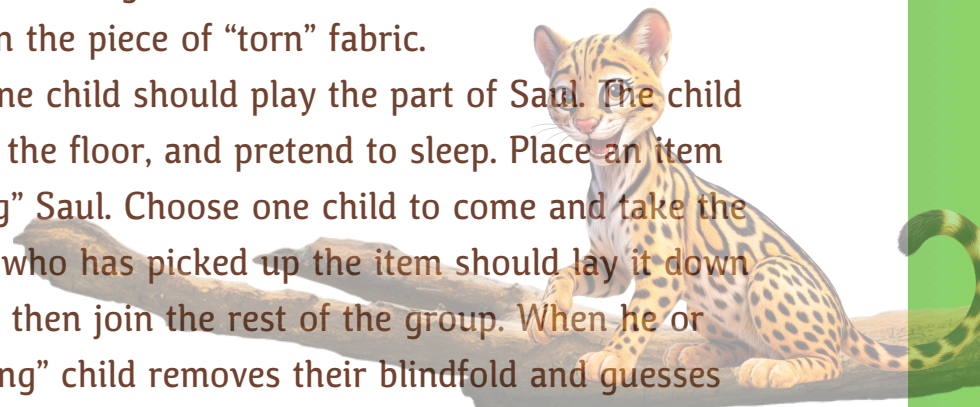 n the piece of “torn” fabric.
ne child should play the part of Saul. The child
the floor, and pretend to sleep. Place an item
g” Saul. Choose one child to come and take the
who has picked up the item should lay it down
then join the rest of the group. When he or
ng” child removes their blindfold and guesses